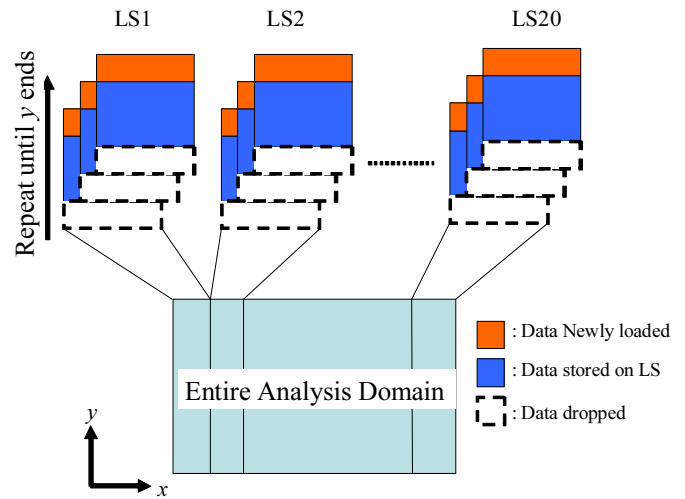 LS1
LS2
LS20
Repeat until y ends
: Data Newly loaded
: Data stored on LS
: Data dropped
Entire Analysis Domain
y
x